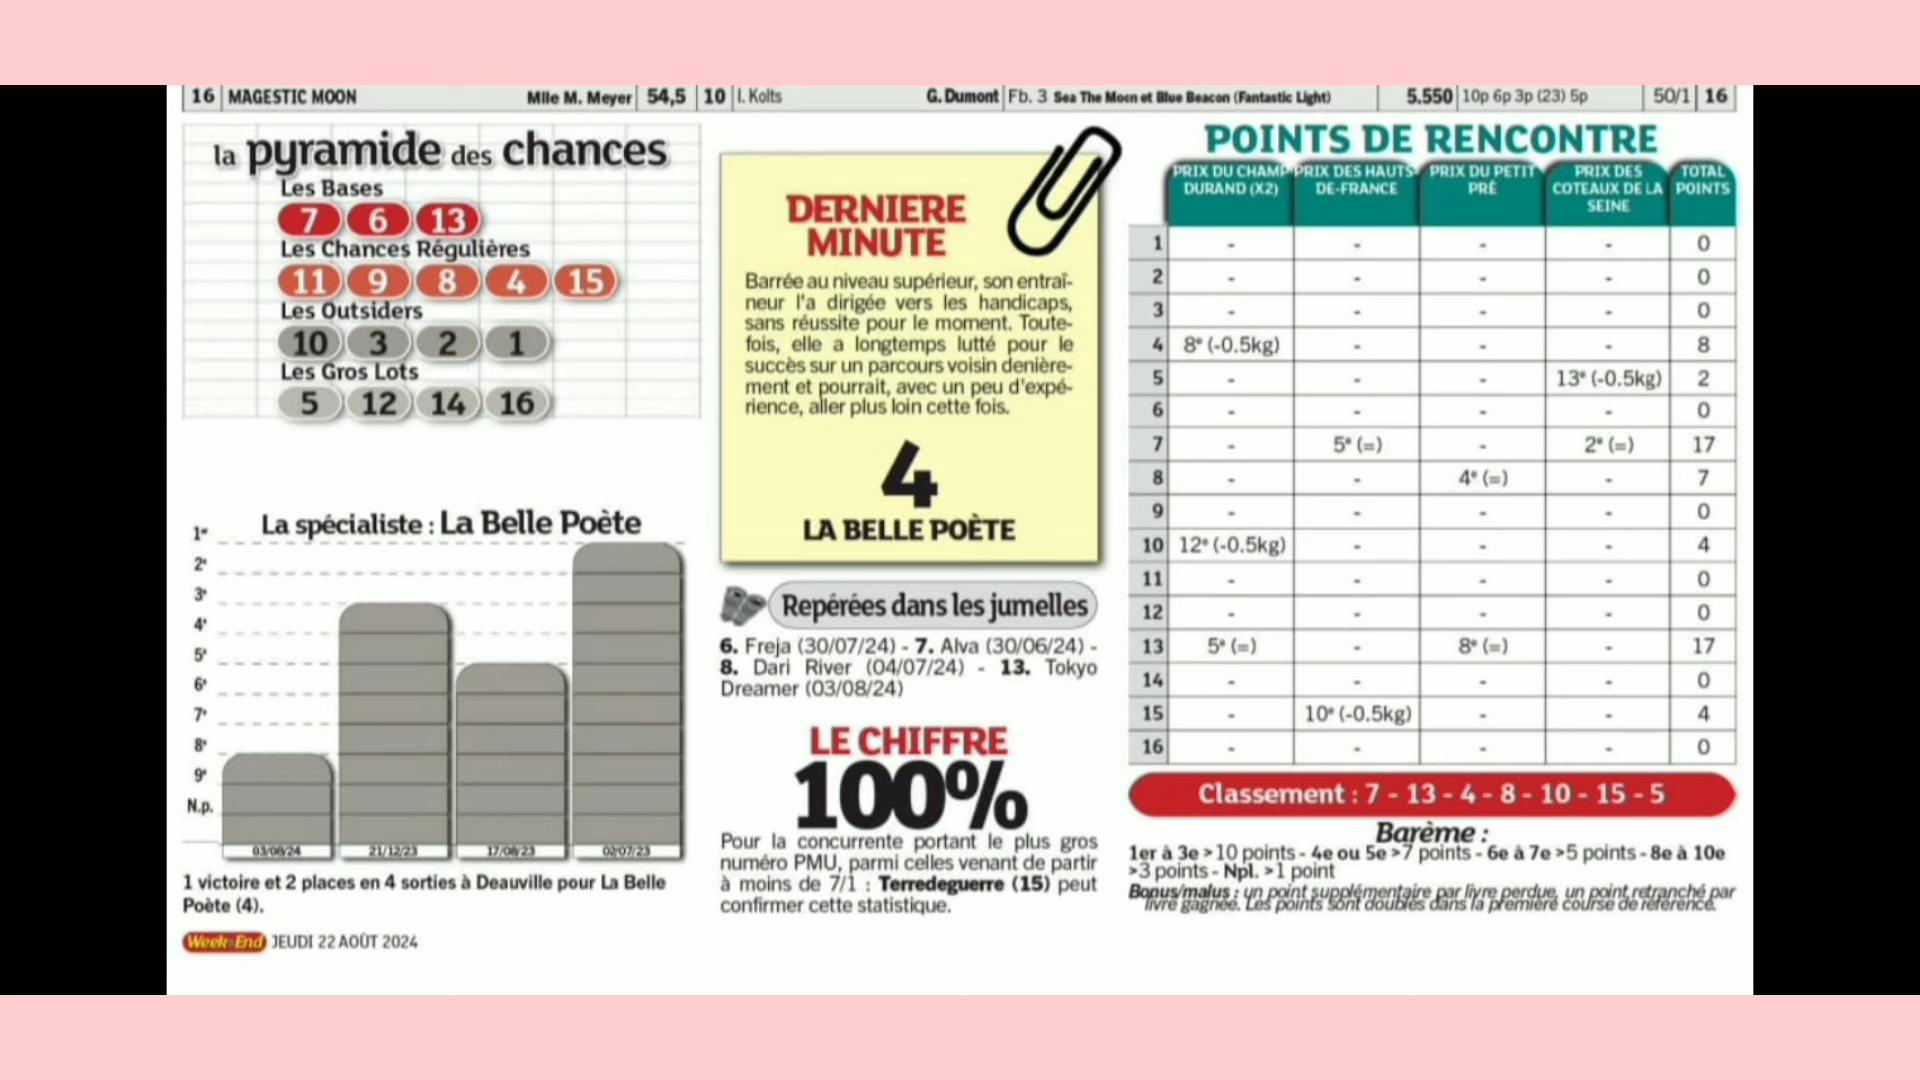 16 MAGESTIC MOON Mlle M. Meyer 54,5 10 I. Kolts G. Dumont Fb. 3 Sea The Moon et Blue Beacon (Fantastic Light) 5.550 10p 6p 3p (23) 5p 50/1 16
la pyramide des chances
Les Bases
7 6 13
Les Chances Régulières
11 9 8 4 15
Les Outsiders
10 3 2 1
Les Gros Lots
5 12 14 16
La spécialiste : La Belle Poète
1e
2e
3e
4e
5e
6e
7e
8e
9e
N.p.
03/08/24 21/12/23 17/08/23 02/07/23
1 victoire et 2 places en 4 sorties à Deauville pour La Belle
Poète (4).
Week-End JEUDI 22 AOÛT 2024
DERNIERE
MINUTE
Barrée au niveau supérieur, son entraî-
neur l'a dirigée vers les handicaps,
sans réussite pour le moment. Toute-
fois, elle a longtemps lutté pour le
succès sur un parcours voisin denière-
ment et pourrait, avec un peu d'expé-
rience, aller plus loin cette fois.
4
LA BELLE POÈTE
Repérées dans les jumelles
6. Freja (30/07/24) - 7. Alva (30/06/24) -
8. Dari River (04/07/24) - 13. Tokyo
Dreamer (03/08/24)
LE CHIFFRE
100%
Pour la concurrente portant le plus gros
numéro PMU, parmi celles venant de partir
à moins de 7/1 : Terredeguerre (15) peut
confirmer cette statistique.
POINTS DE RENCONTRE
PRIX DU CHAMP DURAND (X2) PRIX DES HAUTS-DE-FRANCE PRIX DU PETIT PRÉ PRIX DES COTEAUX DE LA SEINE TOTAL POINTS
1 - - - - 0
2 - - - - 0
3 - - - - 0
4 8e (-0.5kg) - - - 8
5 - - - 13e (-0.5kg) 2
6 - - - - 0
7 - 5e (=) - 2e (=) 17
8 - - 4e (=) - 7
9 - - - - 0
10 12e (-0.5kg) - - - 4
11 - - - - 0
12 - - - - 0
13 5e (=) - 8e (=) - 17
14 - - - - 0
15 - 10e (-0.5kg) - - 4
16 - - - - 0
Classement : 7 - 13 - 4 - 8 - 10 - 15 - 5
Barème :
1er à 3e > 10 points - 4e ou 5e > 7 points - 6e à 7e > 5 points - 8e à 10e
> 3 points - Npl. > 1 point
Bonus/malus : un point supplémentaire par livre perdue, un point retranché par
livre gagnée. Les points sont doublés dans la première course de référence.